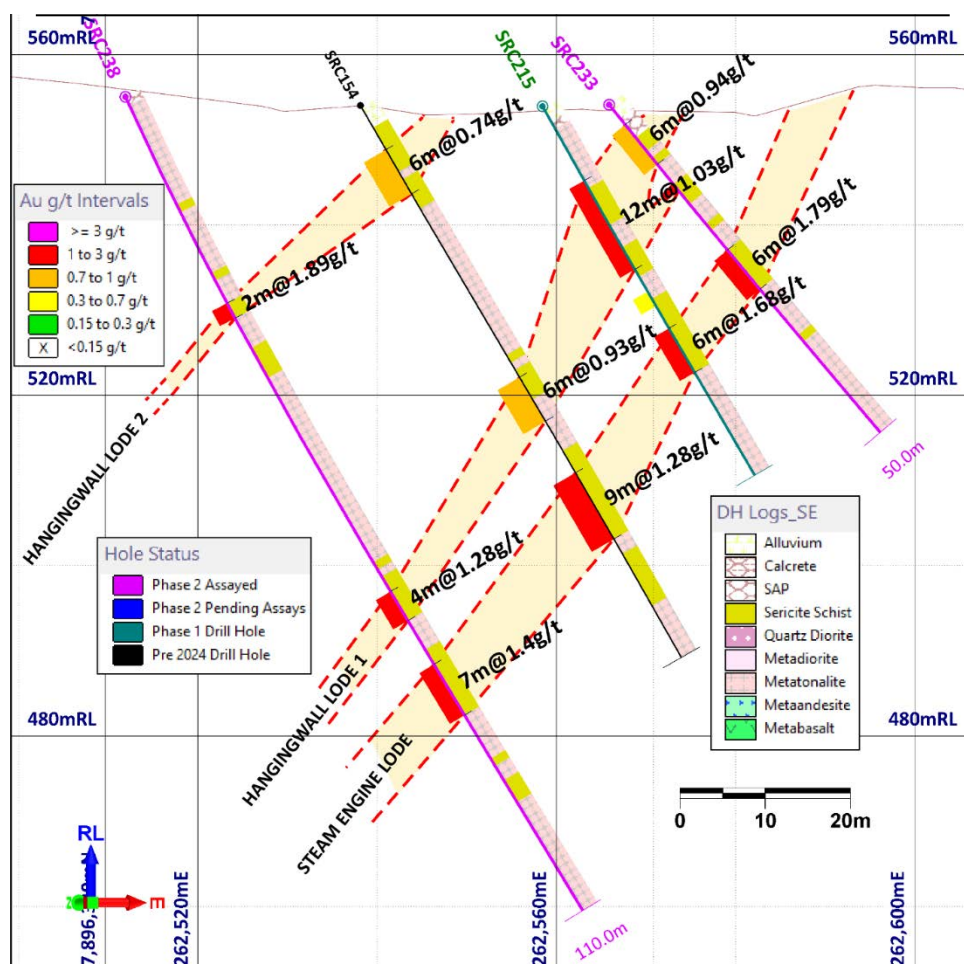 560mRL
560mRL
SRC238
SRC154
SRC215
SRC233
6m@0.74g/t
6m@0.94g/t
12m@1.03g/t
6m@1.79g/t
2m@1.89g/t
6m@1.68g/t
6m@0.93g/t
9m@1.28g/t
4m@1.28g/t
7m@1.4g/t
Au g/t Intervals
>= 3 g/t
1 to 3 g/t
0.7 to 1 g/t
0.3 to 0.7 g/t
0.15 to 0.3 g/t
X <0.15 g/t
520mRL
520mRL
HANGINGWALL LODE 2
50.0m
Hole Status
Phase 2 Assayed
Phase 2 Pending Assays
Phase 1 Drill Hole
Pre 2024 Drill Hole
DH Logs_SE
Alluvium
Calcrete
SAP
Sericite Schist
Quartz Diorite
Metadiorite
Metatonalite
Metaandesite
Metabasalt
HANGINGWALL LODE 1
STEAM ENGINE LODE
480mRL
480mRL
0 10 20m
RL
E
262,520mE
262,560mE
262,600mE
110.0m